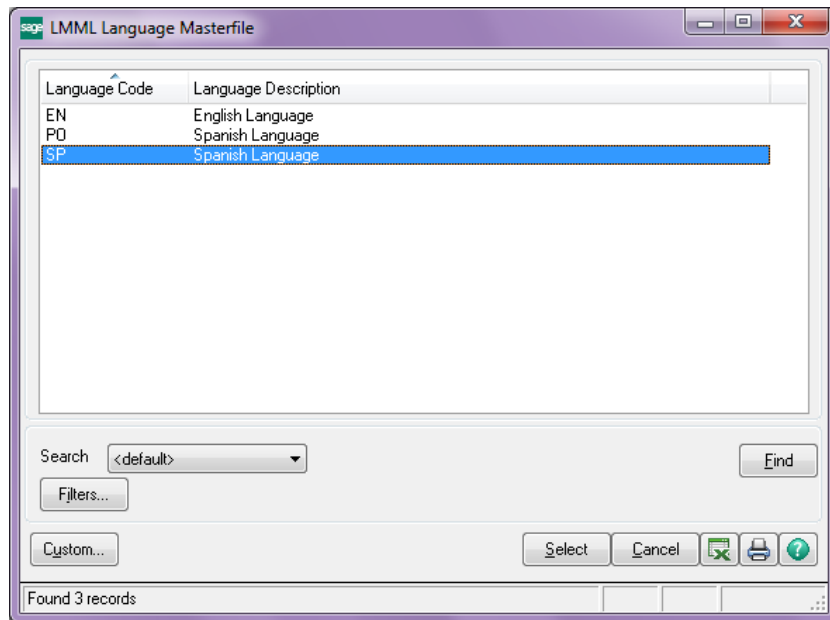 sage LMML Language Masterfile
Language Code Language Description
EN English Language
PO Spanish Language
SP Spanish Language
Search <default> Find
Filters...
Custom... Select Cancel
Found 3 records